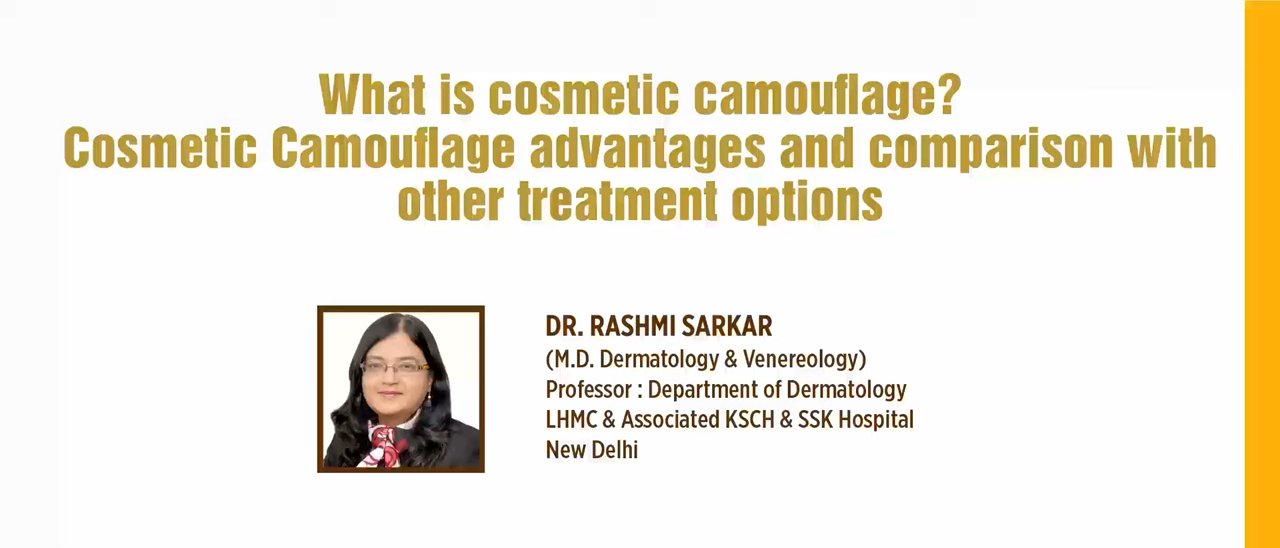 What is cosmetic camouflage?
Cosmetic Camouflage advantages and comparison with
other treatment options
DR. RASHMI SARKAR
(M.D. Dermatology & Venereology)
Professor : Department of Dermatology
LHMC & Associated KSCH & SSK Hospital
New Delhi